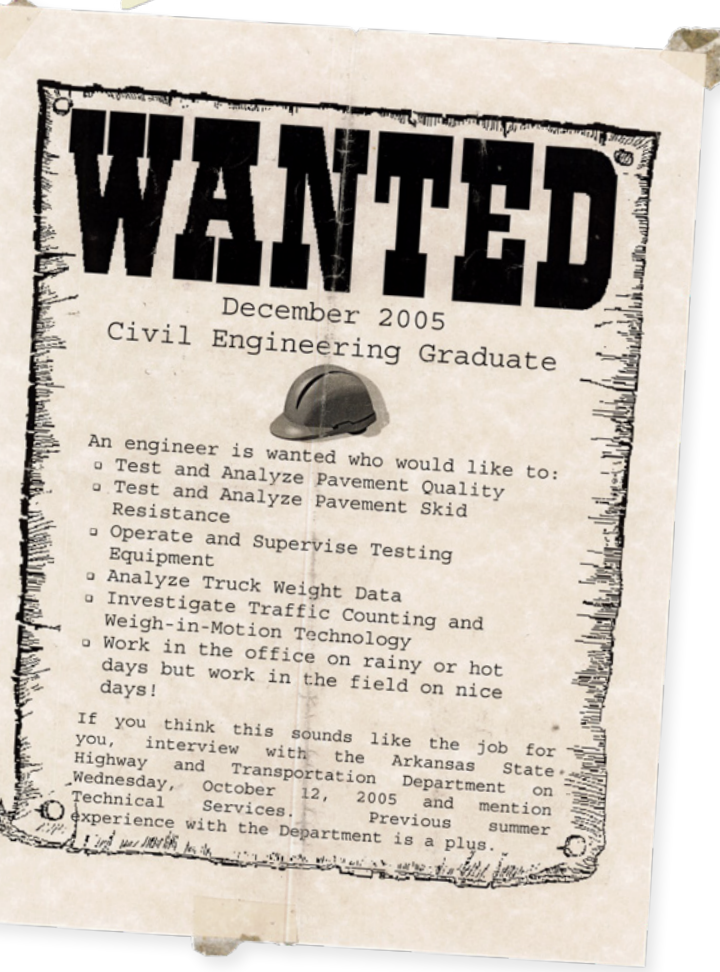 WANTED
December 2005
Civil Engineering Graduate
An engineer is wanted who would like to:
Test and Analyze Pavement Quality
Test and Analyze Pavement Skid
Resistance
Operate and Supervise Testing
Equipment
Analyze Truck Weight Data
Investigate Traffic Counting and
Weigh-in-Motion Technology
Work in the office on rainy or hot
days but work in the field on nice
days!
If you think this sounds like the job for
you, interview with the Arkansas State
Highway and Transportation Department on
Wednesday, October 12, 2005 and mention
Technical Services. Previous summer
experience with the Department is a plus.